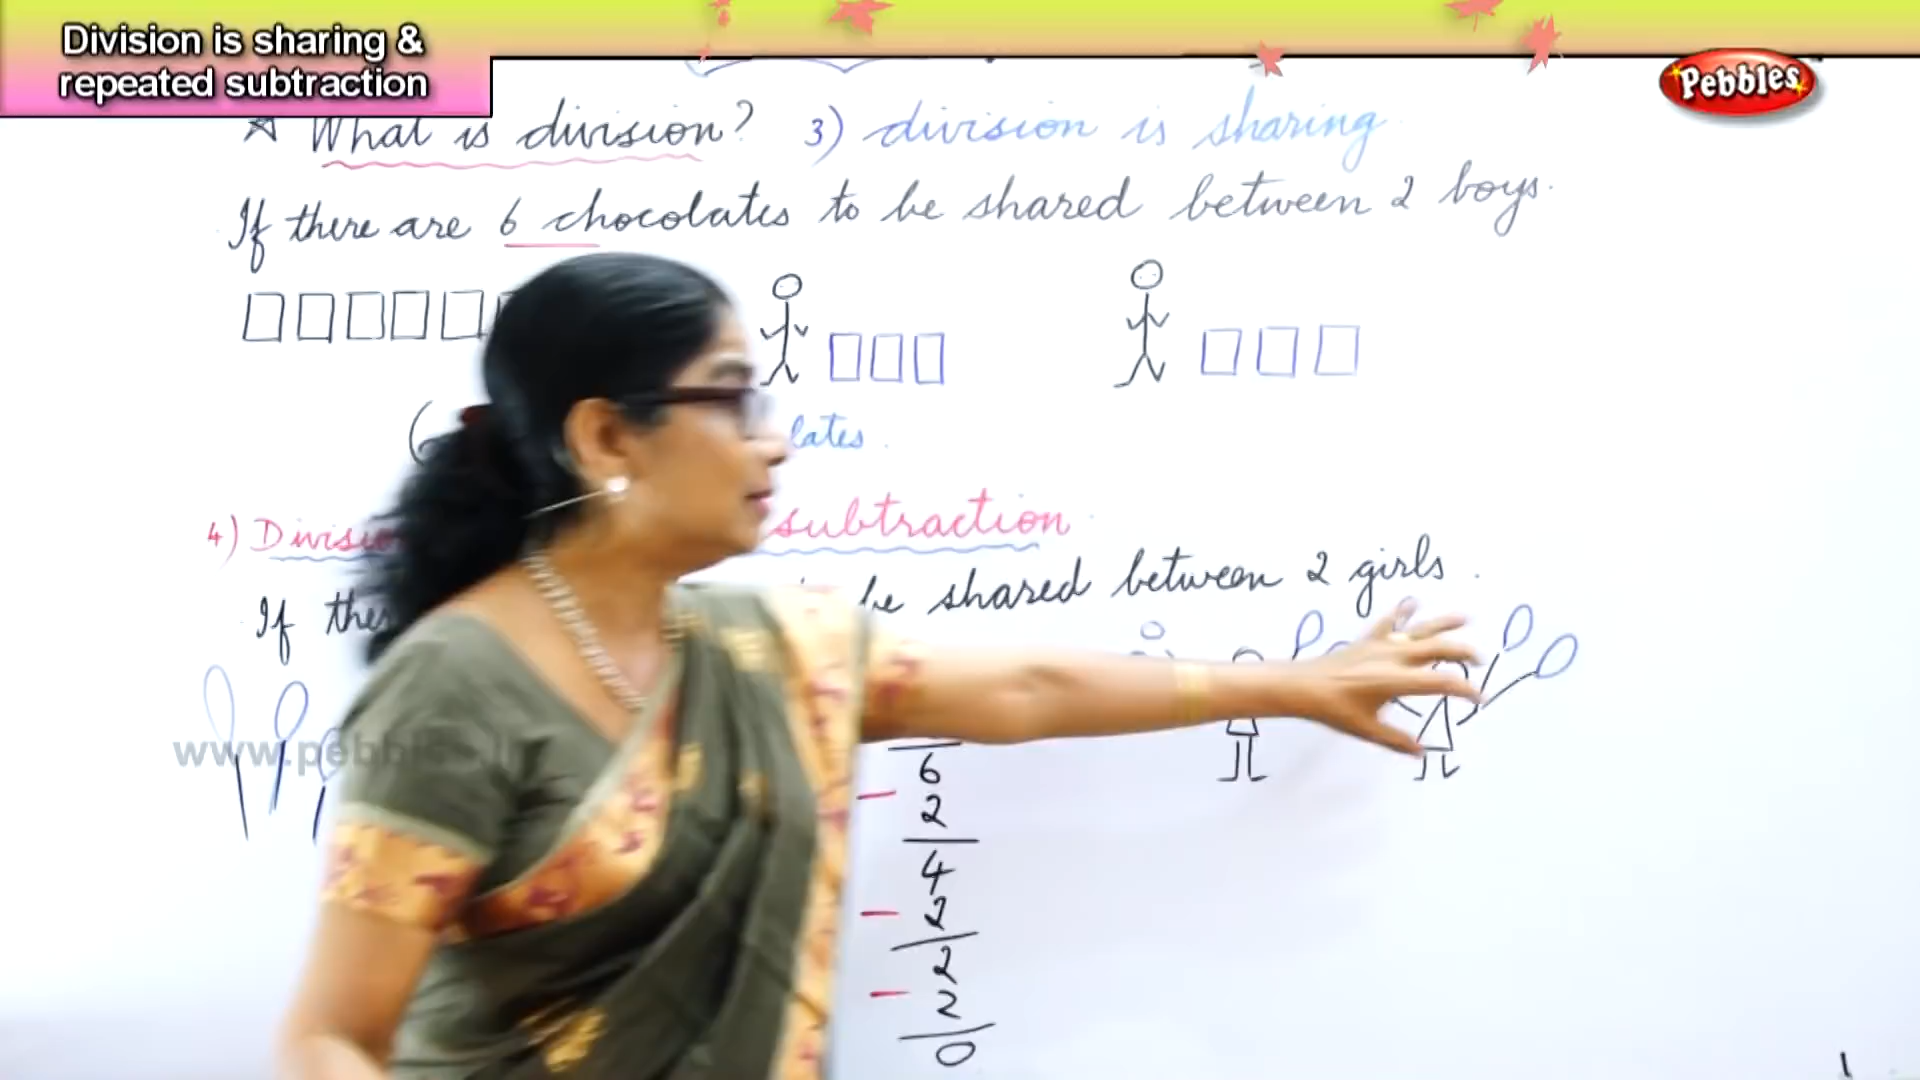 Division is sharing &
repeated subtraction
Pebbles
What is division? 3) division is sharing
If there are 6 chocolates to be shared between 2 boys.
lates.
4) subtraction
If be shared between 2 girls.
www.pebbl
6
- 2
4
- 2
2
- 2
0